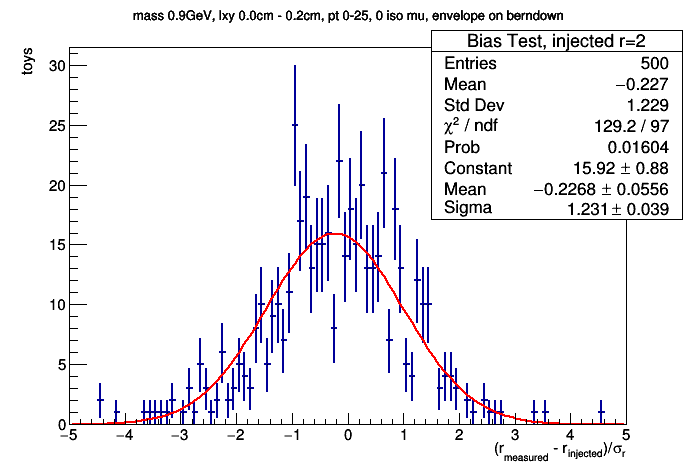 mass 0.9GeV, lxy 0.0cm - 0.2cm, pt 0-25, 0 iso mu, envelope on berndown
Bias Test, injected r=2
Entries 500
Mean −0.227
Std Dev 1.229
χ² / ndf 129.2 / 97
Prob 0.01604
Constant 15.92 ± 0.88
Mean −0.2268 ± 0.0556
Sigma 1.231 ± 0.039
toys
30
25
20
15
10
5
0
−5 −4 −3 −2 −1 0 1 2 3 4 5
(r_measured - r_injected)/σ_r